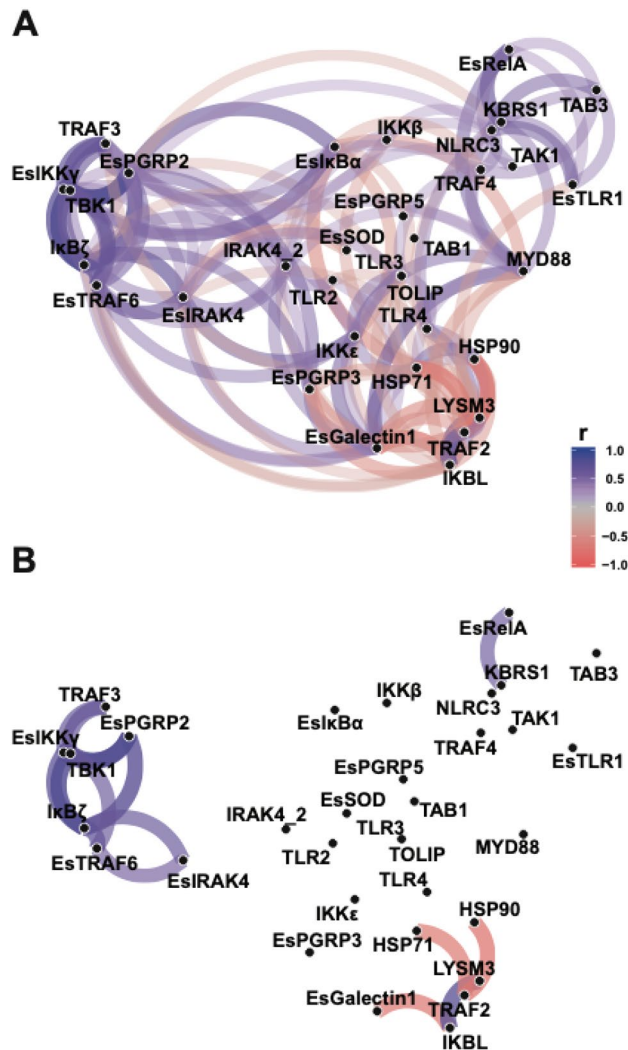 A
EsRelA
TAB3
KBRS1
TRAF3
IKKβ
NLRC3
EsPGRP2
EsIκBα
TAK1
EsIKKγ
TRAF4
TBK1
EsTLR1
EsPGRP5
IκBζ
IRAK4_2
EsSOD
TAB1
TLR3
MYD88
EsTRAF6
TLR2
TOLIP
EsIRAK4
TLR4
IKKε
HSP90
EsPGRP3
HSP71
LYSM3
EsGalectin1
TRAF2
IKBL
r
1.0
0.5
0.0
−0.5
−1.0
B
EsRelA
TAB3
KBRS1
TRAF3
IKKβ
NLRC3
EsPGRP2
EsIκBα
TAK1
EsIKKγ
TRAF4
TBK1
EsTLR1
EsPGRP5
IκBζ
IRAK4_2
EsSOD
TAB1
TLR3
MYD88
EsTRAF6
TLR2
TOLIP
EsIRAK4
TLR4
IKKε
HSP90
EsPGRP3
HSP71
LYSM3
EsGalectin1
TRAF2
IKBL